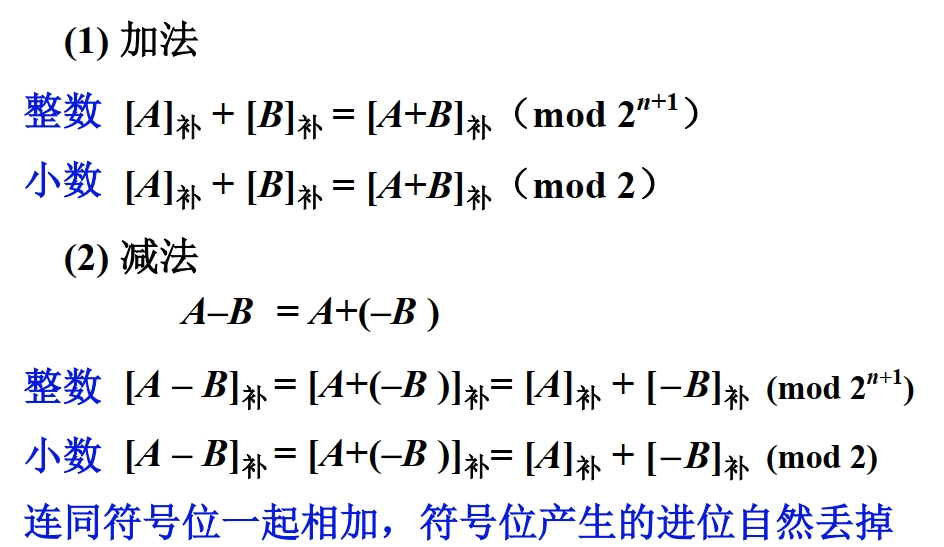 (1) 加法
整数 [A]补 + [B]补 = [A+B]补（mod 2^{n+1}）
小数 [A]补 + [B]补 = [A+B]补（mod 2）
(2) 减法
A–B = A+(–B )
整数 [A – B]补 = [A+(–B )]补 = [A]补 + [–B]补 (mod 2^{n+1})
小数 [A – B]补 = [A+(–B )]补 = [A]补 + [–B]补 (mod 2)
连同符号位一起相加，符号位产生的进位自然丢掉